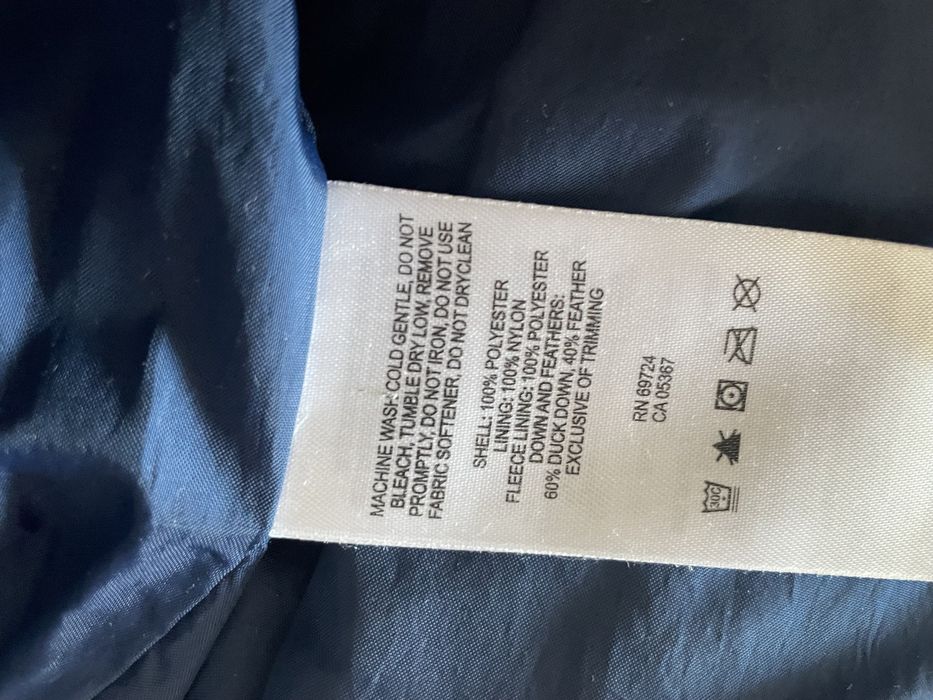 MACHINE WASH COLD GENTLE, DO NOT
BLEACH, TUMBLE DRY LOW, REMOVE
PROMPTLY, DO NOT IRON, DO NOT USE
FABRIC SOFTENER, DO NOT DRYCLEAN
SHELL: 100% POLYESTER
LINING: 100% NYLON
FLEECE LINING: 100% POLYESTER
DOWN AND FEATHERS:
60% DUCK DOWN, 40% FEATHER
EXCLUSIVE OF TRIMMING
RN 69724
CA 05367
30C